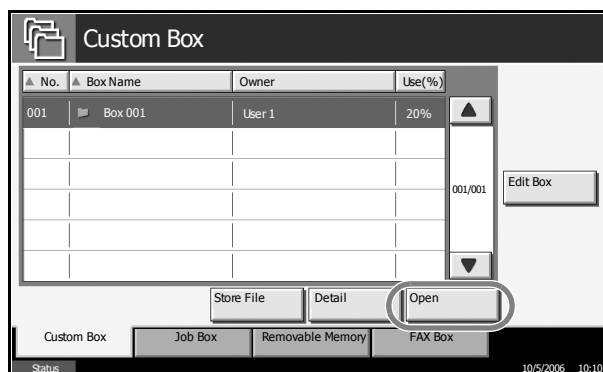 Custom Box
No. Box Name Owner Use(%)
001 Box 001 User 1 20%
001/001
Edit Box
Store File Detail Open
Custom Box Job Box Removable Memory FAX Box
Status 10/5/2006 10:10